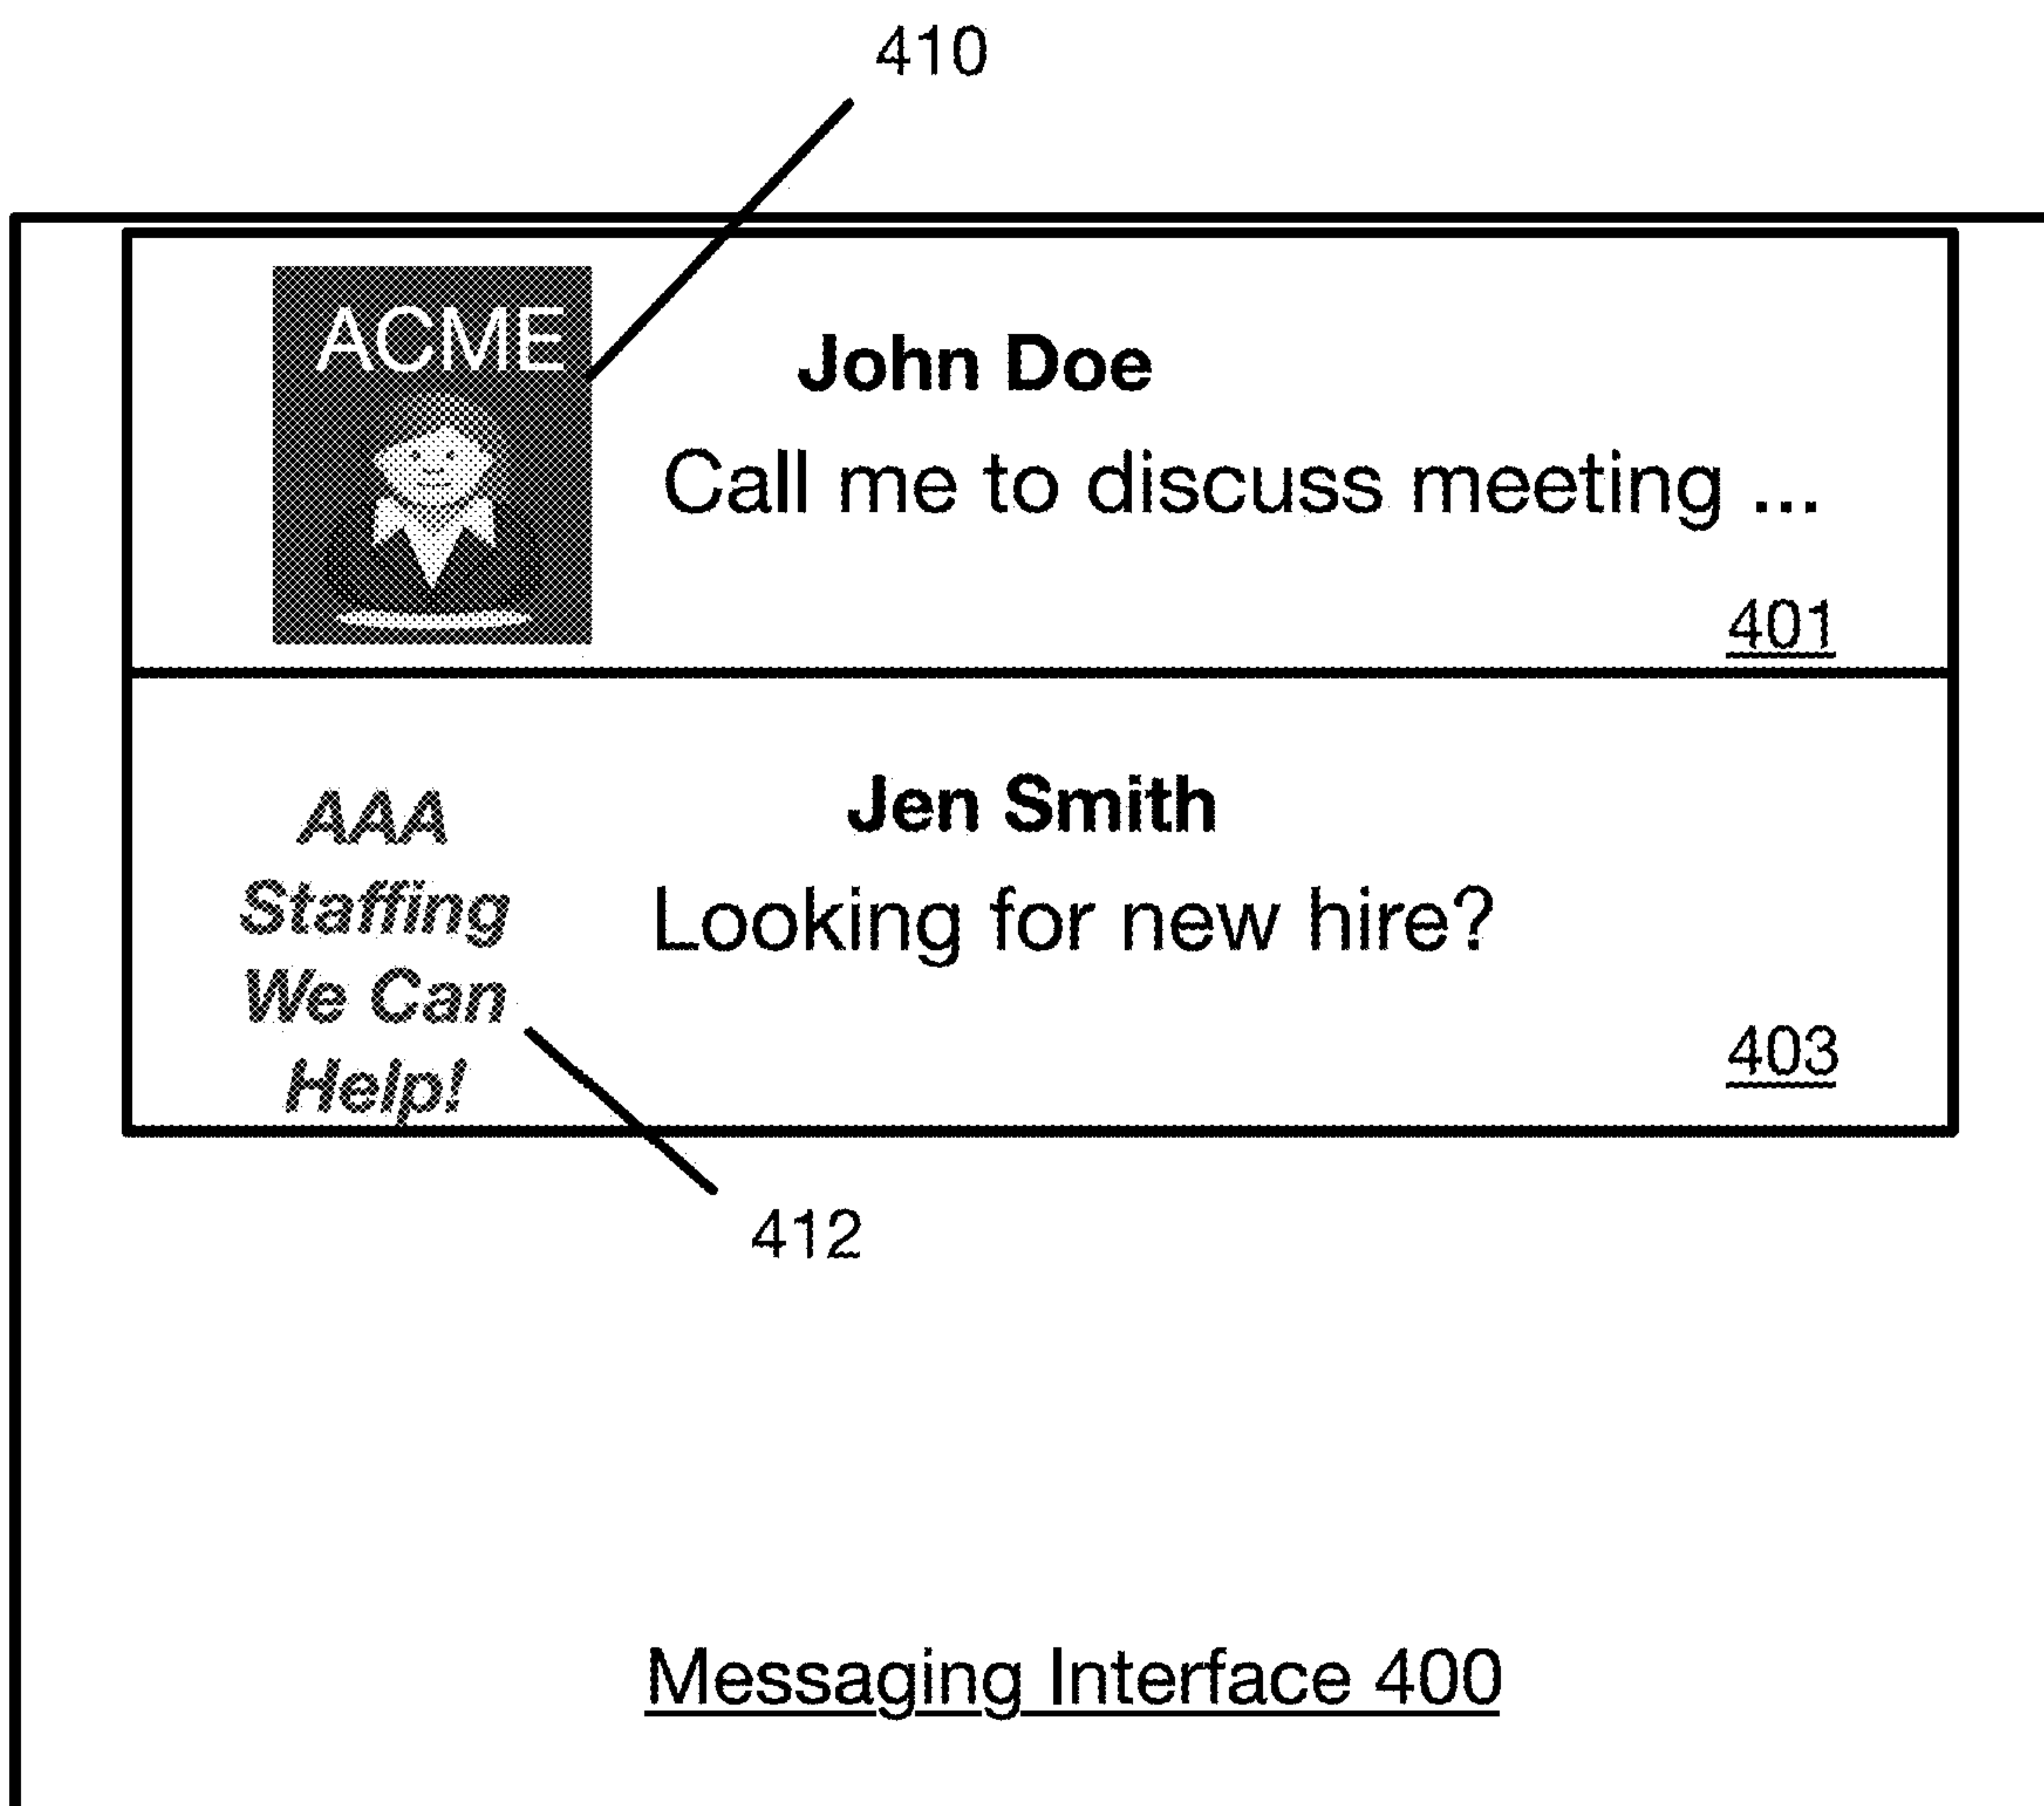 410
ACME
John Doe
Call me to discuss meeting ...
401
AAA
Staffing
We Can
Help!
Jen Smith
Looking for new hire?
403
412
Messaging Interface 400